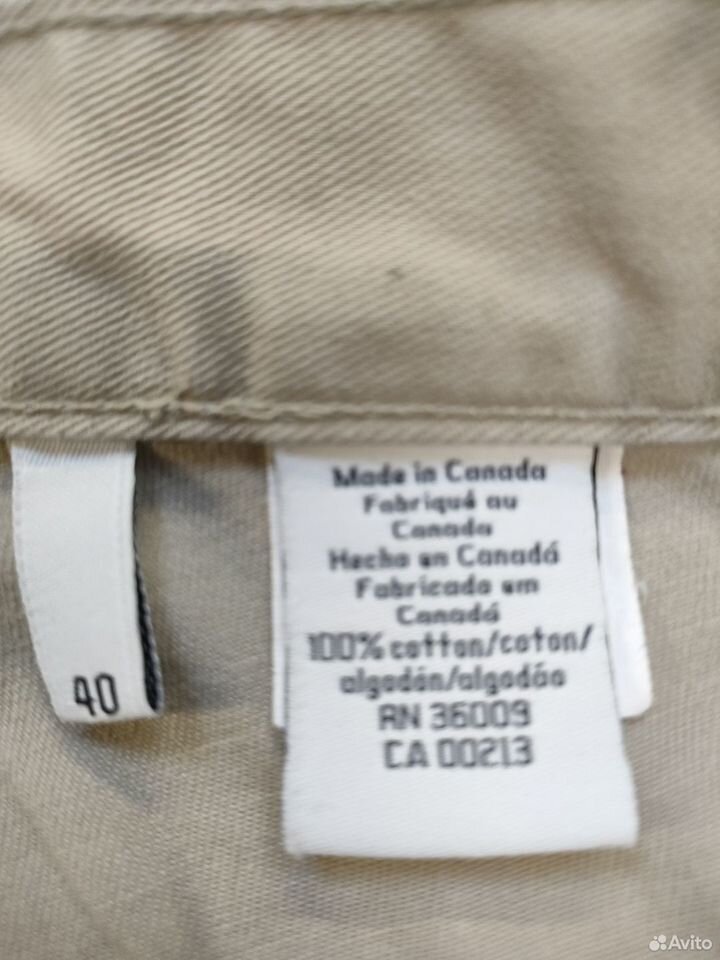 40
Made in Canada
Fabriqué au
Canada
Hecho en Canadá
Fabricado em
Canadá
100% cotton/coton/
algodón/algodão
RN 36009
CA 00213
Avito